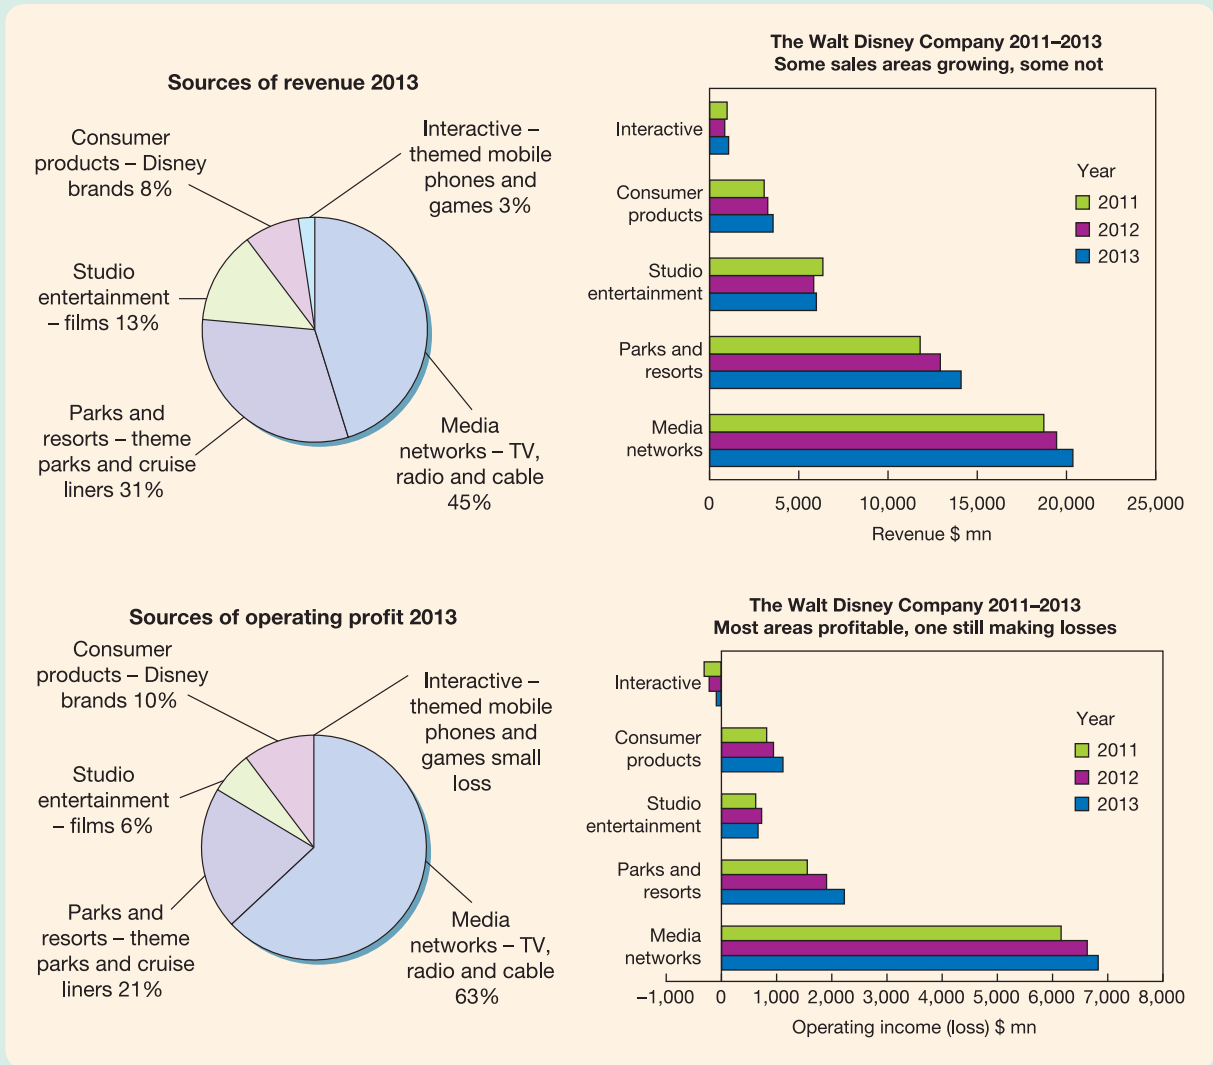 Sources of revenue 2013
Consumer
products – Disney
brands 8%
Interactive –
themed mobile
phones and
games 3%
Studio
entertainment
– films 13%
Parks and
resorts – theme
parks and cruise
liners 31%
Media
networks – TV,
radio and cable
45%
The Walt Disney Company 2011–2013
Some sales areas growing, some not
Interactive
Consumer
products
Studio
entertainment
Parks and
resorts
Media
networks
Year
2011
2012
2013
0 5,000 10,000 15,000 20,000 25,000
Revenue $ mn
Sources of operating profit 2013
Consumer
products – Disney
brands 10%
Interactive –
themed mobile
phones and
games small
loss
Studio
entertainment
– films 6%
Parks and
resorts – theme
parks and cruise
liners 21%
Media
networks – TV,
radio and cable
63%
The Walt Disney Company 2011–2013
Most areas profitable, one still making losses
Interactive
Consumer
products
Studio
entertainment
Parks and
resorts
Media
networks
Year
2011
2012
2013
–1,000 0 1,000 2,000 3,000 4,000 5,000 6,000 7,000 8,000
Operating income (loss) $ mn